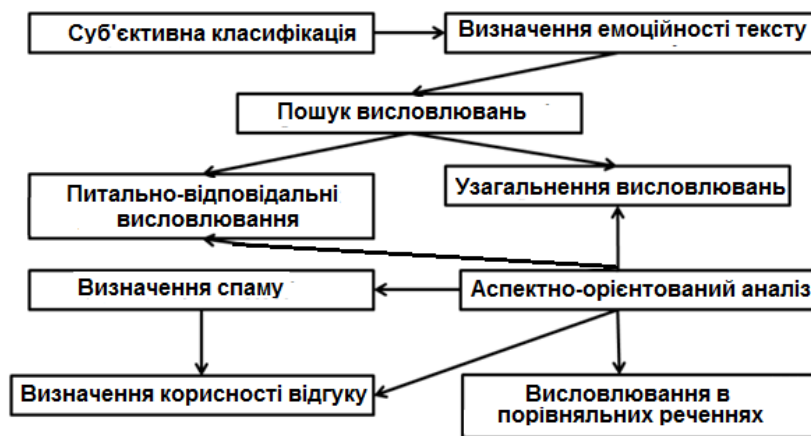 Суб'єктивна класифікація
Визначення емоційності тексту
Пошук висловлювань
Питально-відповідальні
висловлювання
Узагальнення висловлювань
Визначення спаму
Аспектно-орієнтований аналіз
Визначення корисності відгуку
Висловлювання в
порівняльних реченнях